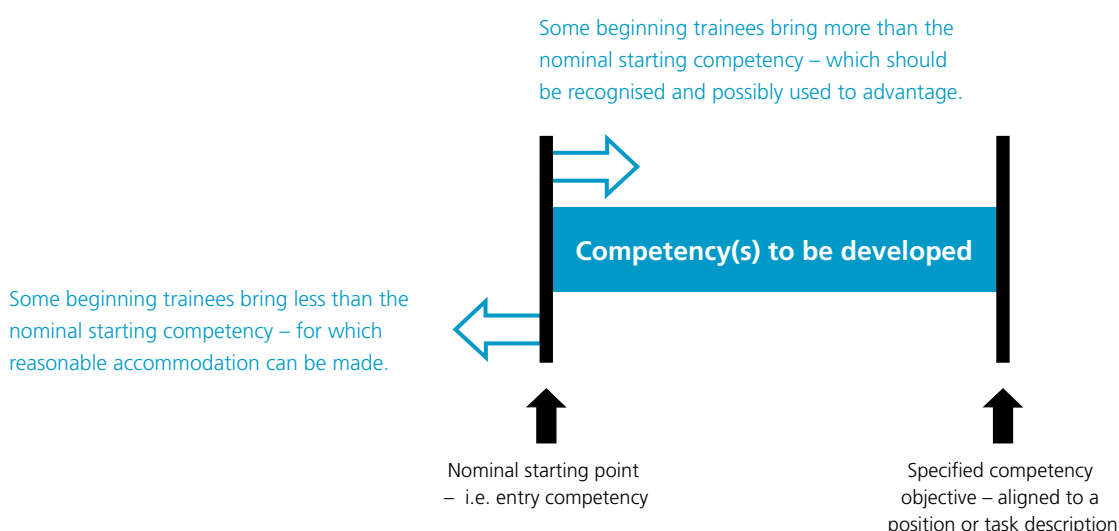 Some beginning trainees bring more than the
nominal starting competency – which should
be recognised and possibly used to advantage.
Competency(s) to be developed
Some beginning trainees bring less than the
nominal starting competency – for which
reasonable accommodation can be made.
Nominal starting point
– i.e. entry competency
Specified competency
objective – aligned to a
position or task description